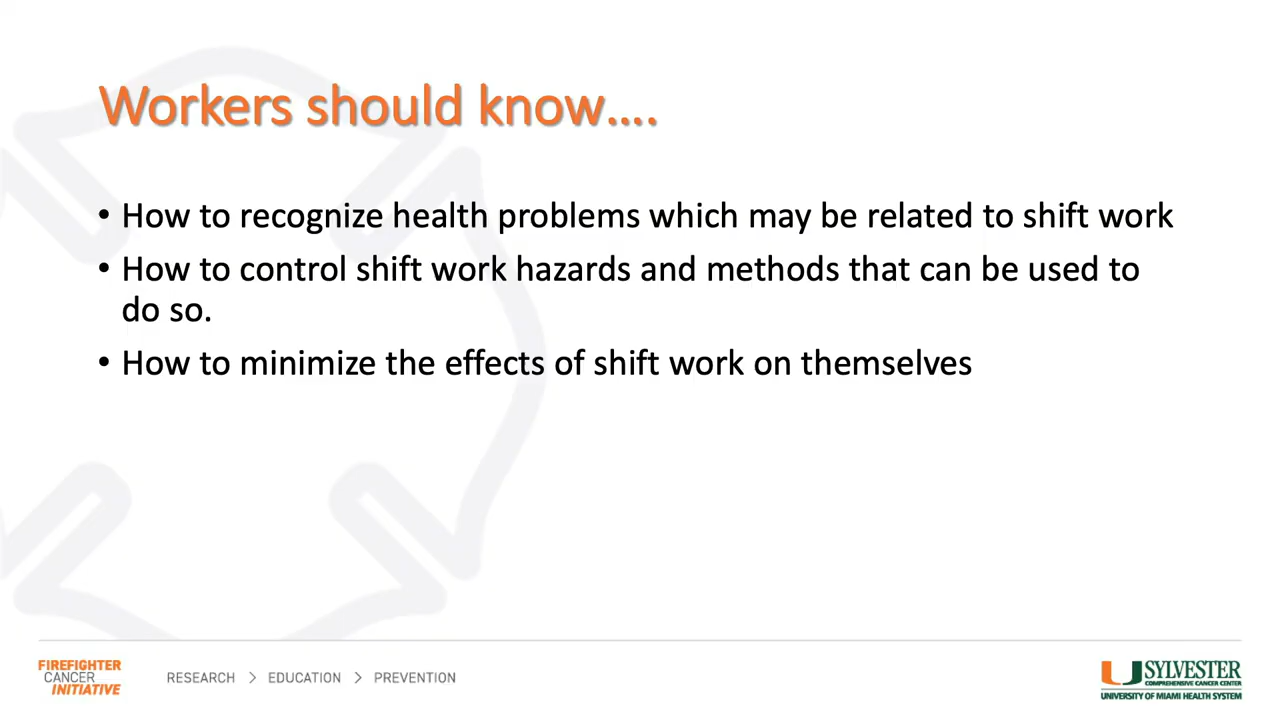 Workers should know....
• How to recognize health problems which may be related to shift work
• How to control shift work hazards and methods that can be used to
do so.
• How to minimize the effects of shift work on themselves
FIREFIGHTER
CANCER
INITIATIVE
RESEARCH > EDUCATION > PREVENTION
SYLVESTER
COMPREHENSIVE CANCER CENTER
UNIVERSITY OF MIAMI HEALTH SYSTEM